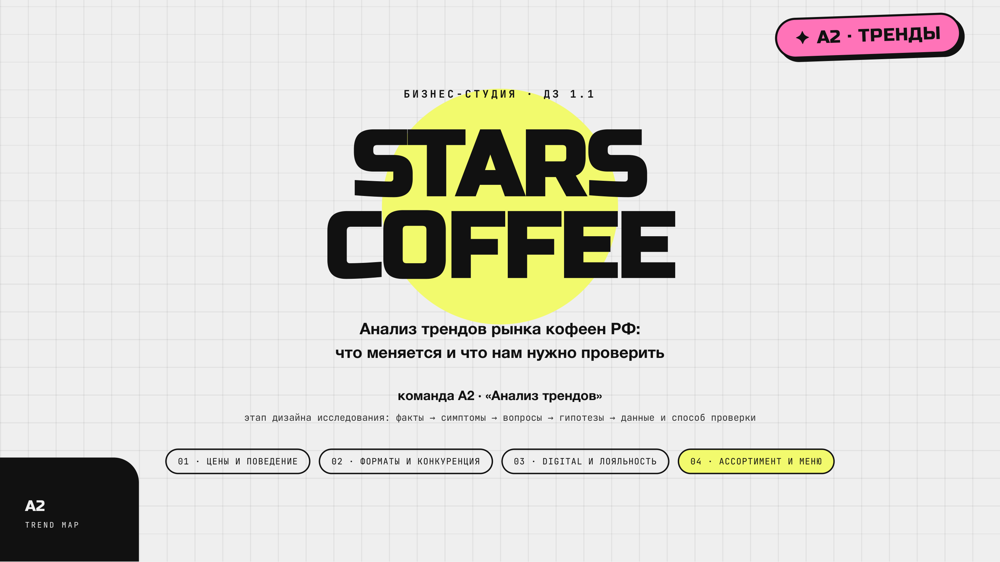 ✦ А2 · ТРЕНДЫ
БИЗНЕС-СТУДИЯ · ДЗ 1.1
STARS
COFFEE
Анализ трендов рынка кофеен РФ:
что меняется и что нам нужно проверить
команда А2 · «Анализ трендов»
этап дизайна исследования: факты → симптомы → вопросы → гипотезы → данные и способ проверки
01 · ЦЕНЫ И ПОВЕДЕНИЕ
02 · ФОРМАТЫ И КОНКУРЕНЦИЯ
03 · DIGITAL И ЛОЯЛЬНОСТЬ
04 · АССОРТИМЕНТ И МЕНЮ
А2
TREND MAP